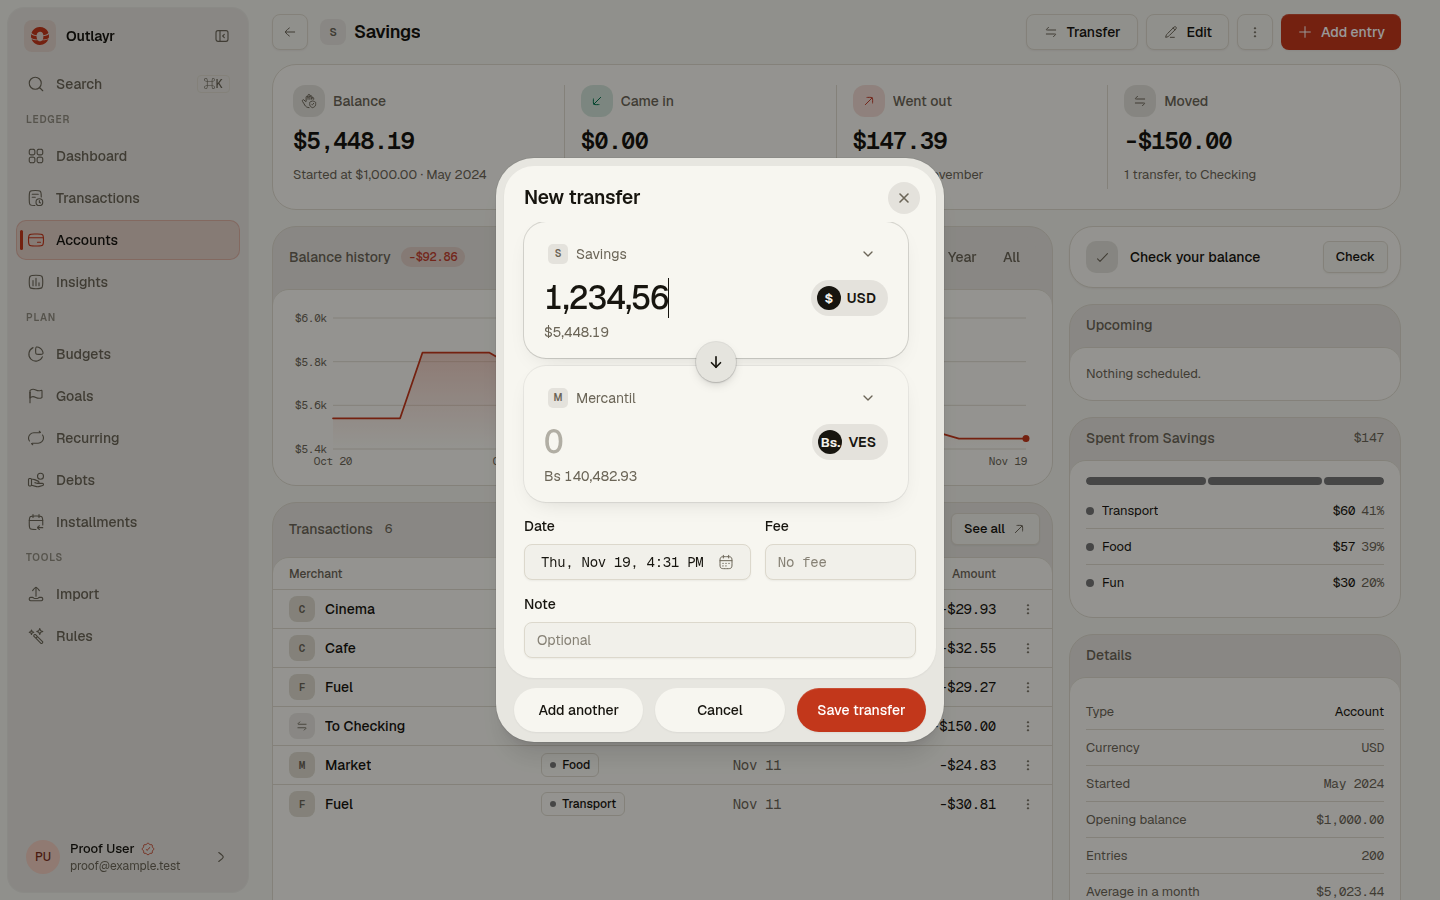 Outlayr
Search
⌘K
LEDGER
Dashboard
Transactions
Accounts
Insights
PLAN
Budgets
Goals
Recurring
Debts
Installments
TOOLS
Import
Rules
PU
Proof User
proof@example.test
S
Savings
Transfer
Edit
Add entry
Balance
$5,448.19
Started at $1,000.00 · May 2024
Came in
$0.00
Went out
$147.39
Moved
-$150.00
1 transfer, to Checking
Balance history
-$92.86
Year
All
$6.0k
$5.8k
$5.6k
$5.4k
Oct 20
Nov 19
Transactions 6
See all
Merchant
Amount
C Cinema
-$29.93
C Cafe
-$32.55
F Fuel
-$29.27
To Checking
-$150.00
M Market
Food
Nov 11
-$24.83
F Fuel
Transport
Nov 11
-$30.81
Check your balance
Check
Upcoming
Nothing scheduled.
Spent from Savings
$147
Transport
$60 41%
Food
$57 39%
Fun
$30 20%
Details
Type
Account
Currency
USD
Started
May 2024
Opening balance
$1,000.00
Entries
200
Average in a month
$5,023.44
New transfer
S Savings
1,234,56
$ USD
$5,448.19
M Mercantil
0
Bs. VES
Bs 140,482.93
Date
Thu, Nov 19, 4:31 PM
Fee
No fee
Note
Optional
Add another
Cancel
Save transfer